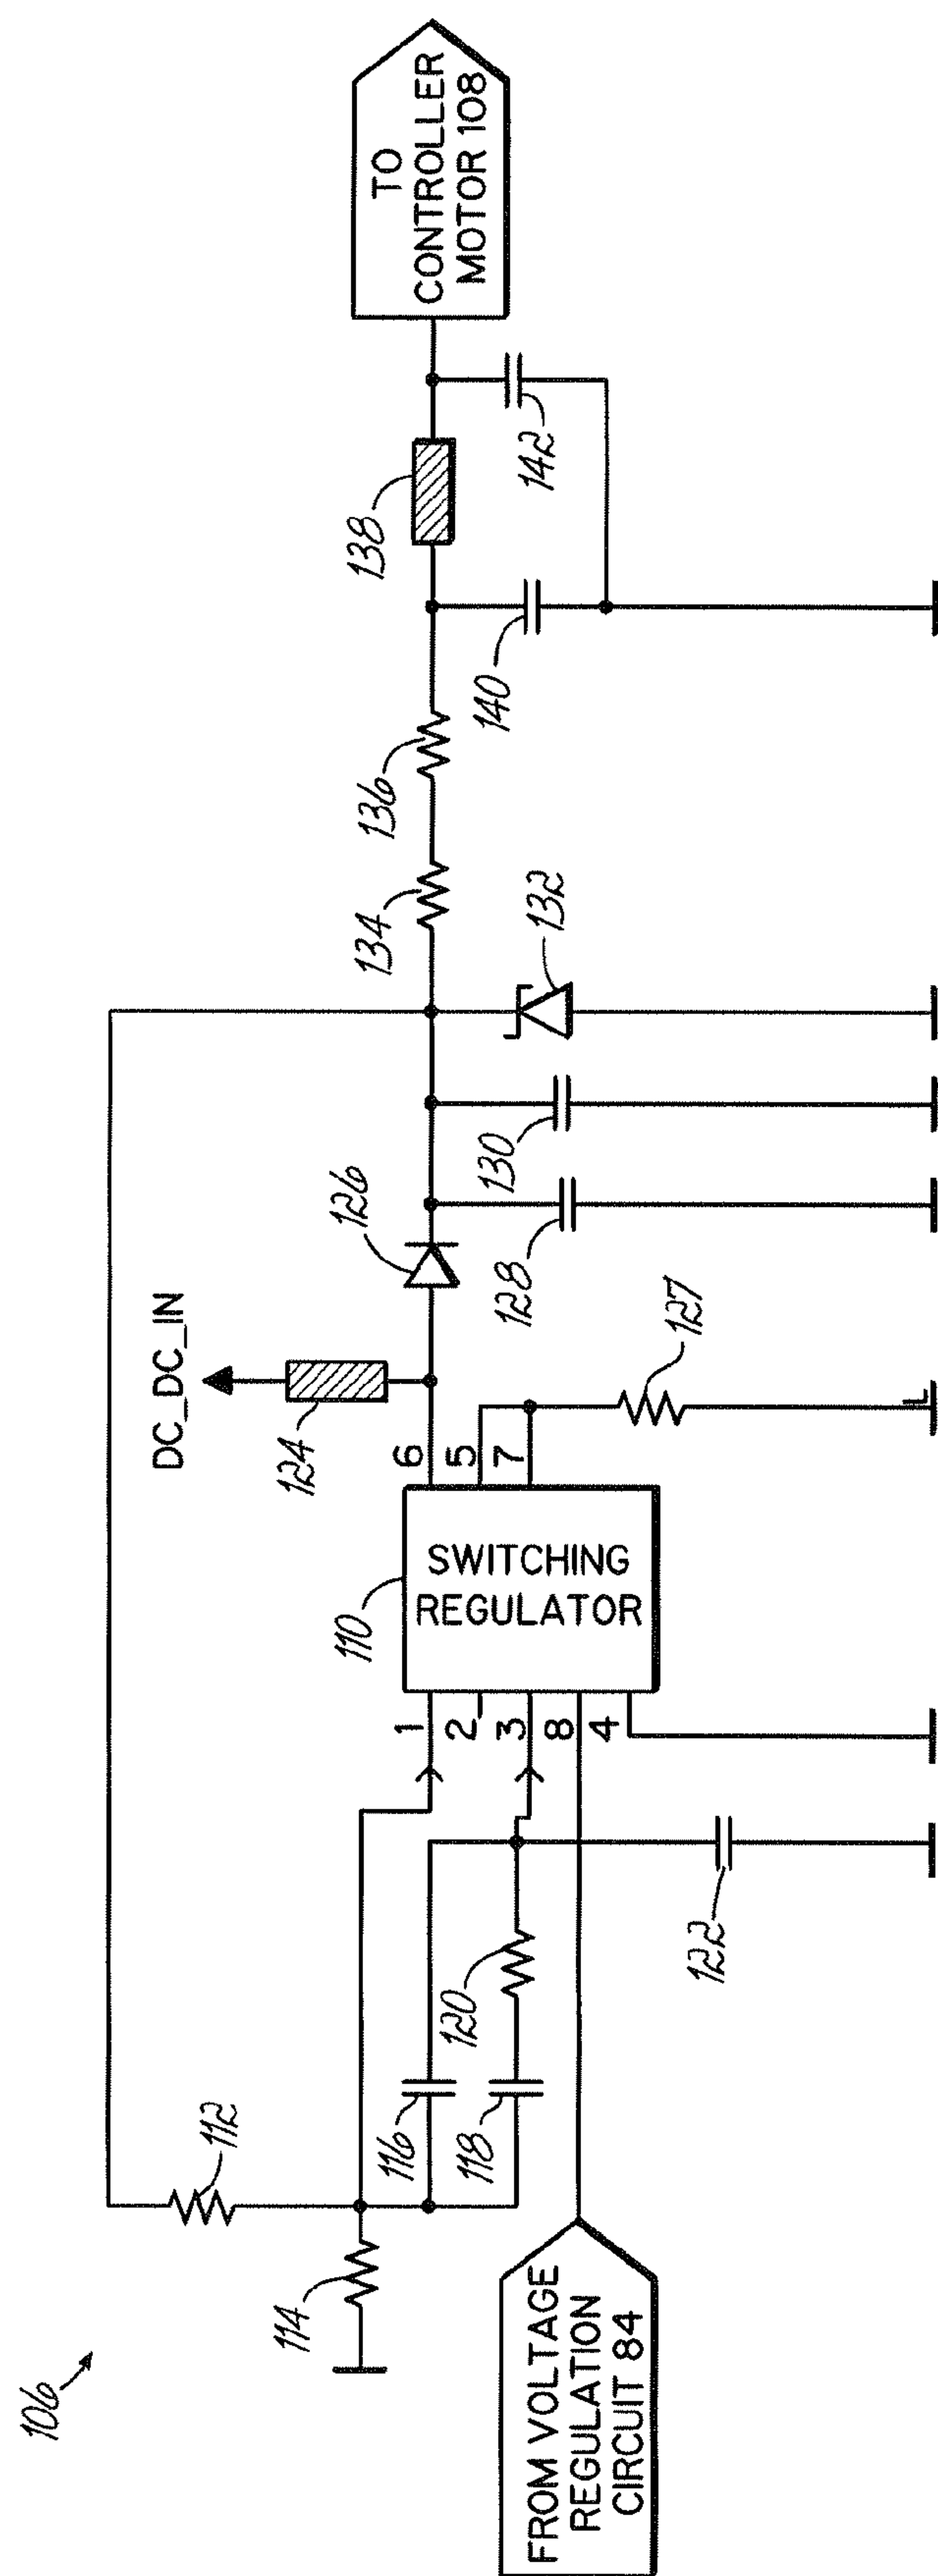 106
114
112
FROM VOLTAGE
REGULATION
CIRCUIT 84
116
118
120
122
1
2
3
8
4
110
SWITCHING
REGULATOR
6
5
7
DC_DC_IN
124
126
127
L
128
130
132
134
136
138
140
142
TO
CONTROLLER
MOTOR 108